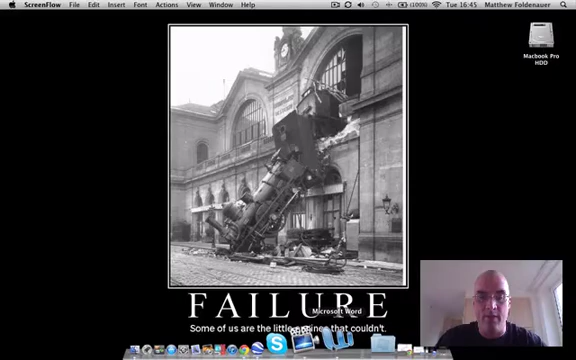 ScreenFlow File Edit Insert Font Actions View Window Help (100%) Tue 16:45 Matthew Foldenauer
Macbook Pro
HDD
FAILURE
Microsoft Word
Some of us are the little engines that couldn't.